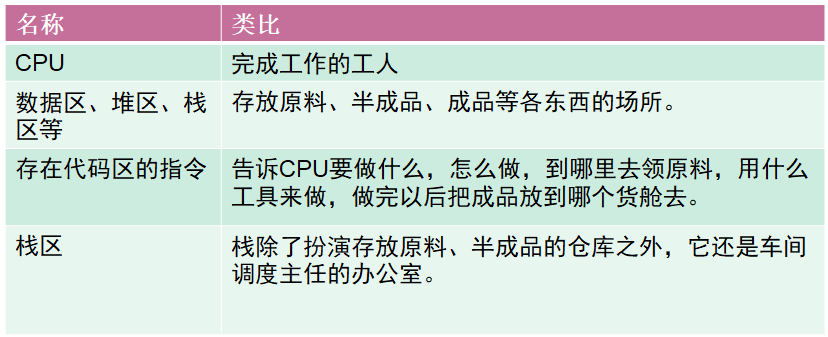 名称
类比
CPU
完成工作的工人
数据区、堆区、栈
区等
存放原料、半成品、成品等各东西的场所。
存在代码区的指令
告诉CPU要做什么，怎么做，到哪里去领原料，用什么
工具来做，做完以后把成品放到哪个货舱去。
栈区
栈除了扮演存放原料、半成品的仓库之外，它还是车间
调度主任的办公室。